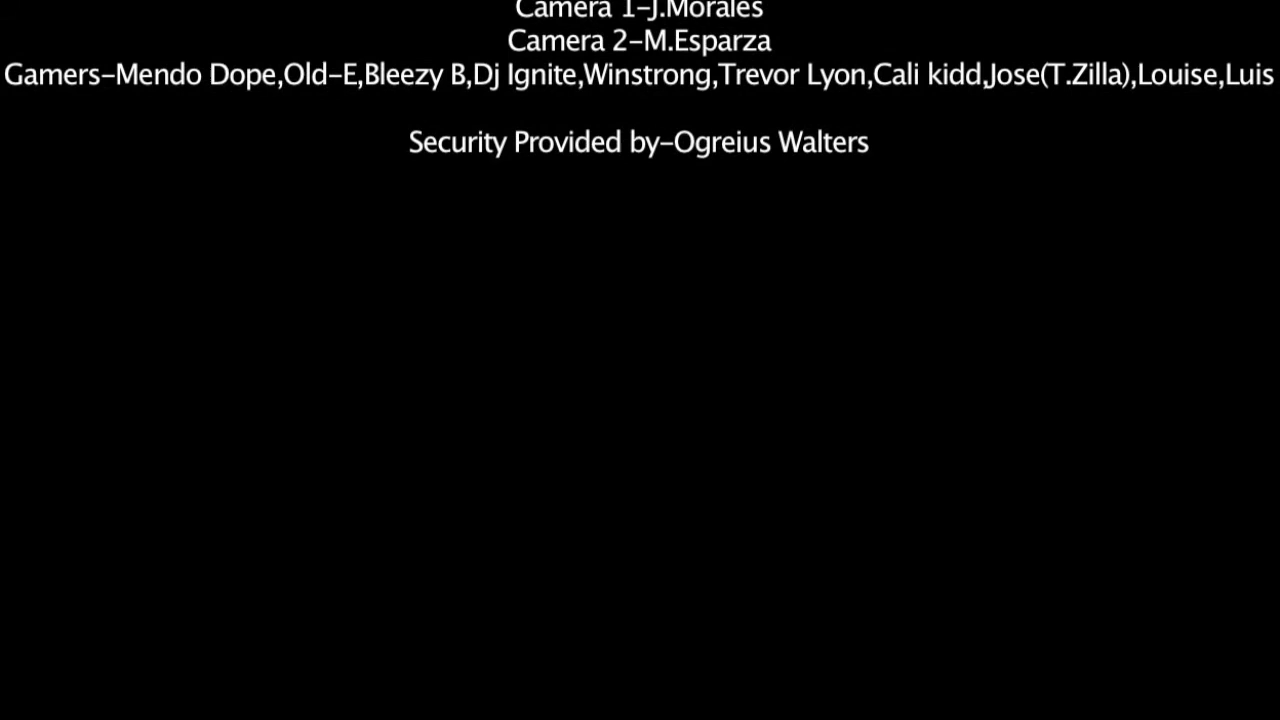 Camera 1-J.Morales
Camera 2-M.Esparza
Gamers-Mendo Dope,Old-E,Bleezy B,Dj Ignite,Winstrong,Trevor Lyon,Cali kidd,Jose(T.Zilla),Louise,Luis
Security Provided by-Ogreius Walters